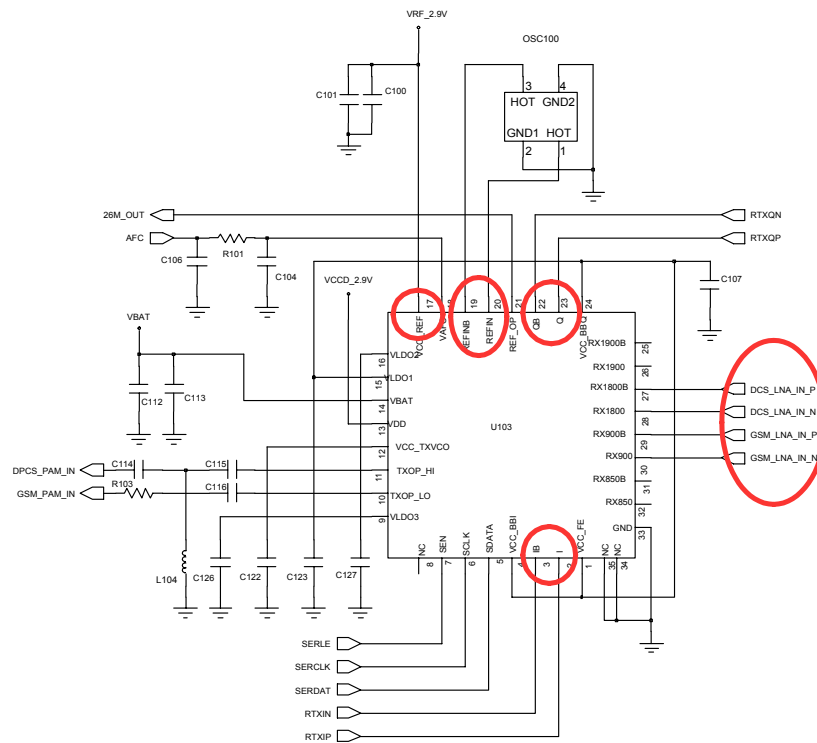 VRF_2.9V
OSC100
3 4
HOT GND2
GND1 HOT
2 1
C101 C100
26M_OUT
RTXQN
AFC
R101
RTXQP
C106
C104
C107
VCCD_2.9V
VBAT
17 18 19 20 21 22 23 24
VCC_REF VAFC REFINB REFIN REF_OP QB Q VCC_BBQ
VLDO2
16
VLDO1
15
VBAT
14
VDD
13
VCC_TXVCO
12
TXOP_HI
11
TXOP_LO
10
VLDO3
9
RX1900B
25
RX1900
26
RX1800B
27
RX1800
28
RX900B
29
RX900
30
RX850B
31
RX850
32
GND
33
U103
DCS_LNA_IN_P
DCS_LNA_IN_N
GSM_LNA_IN_P
GSM_LNA_IN_N
C112 C113
DPCS_PAM_IN
C114
C115
GSM_PAM_IN
R103
C116
NC SEN SCLK SDATA VCC_BBI IB I VCC_FE NC NC
8 7 6 5 4 3 2 1 35 34
L104
C126 C122 C123 C127
SERLE
SERCLK
SERDAT
RTXIN
RTXIP